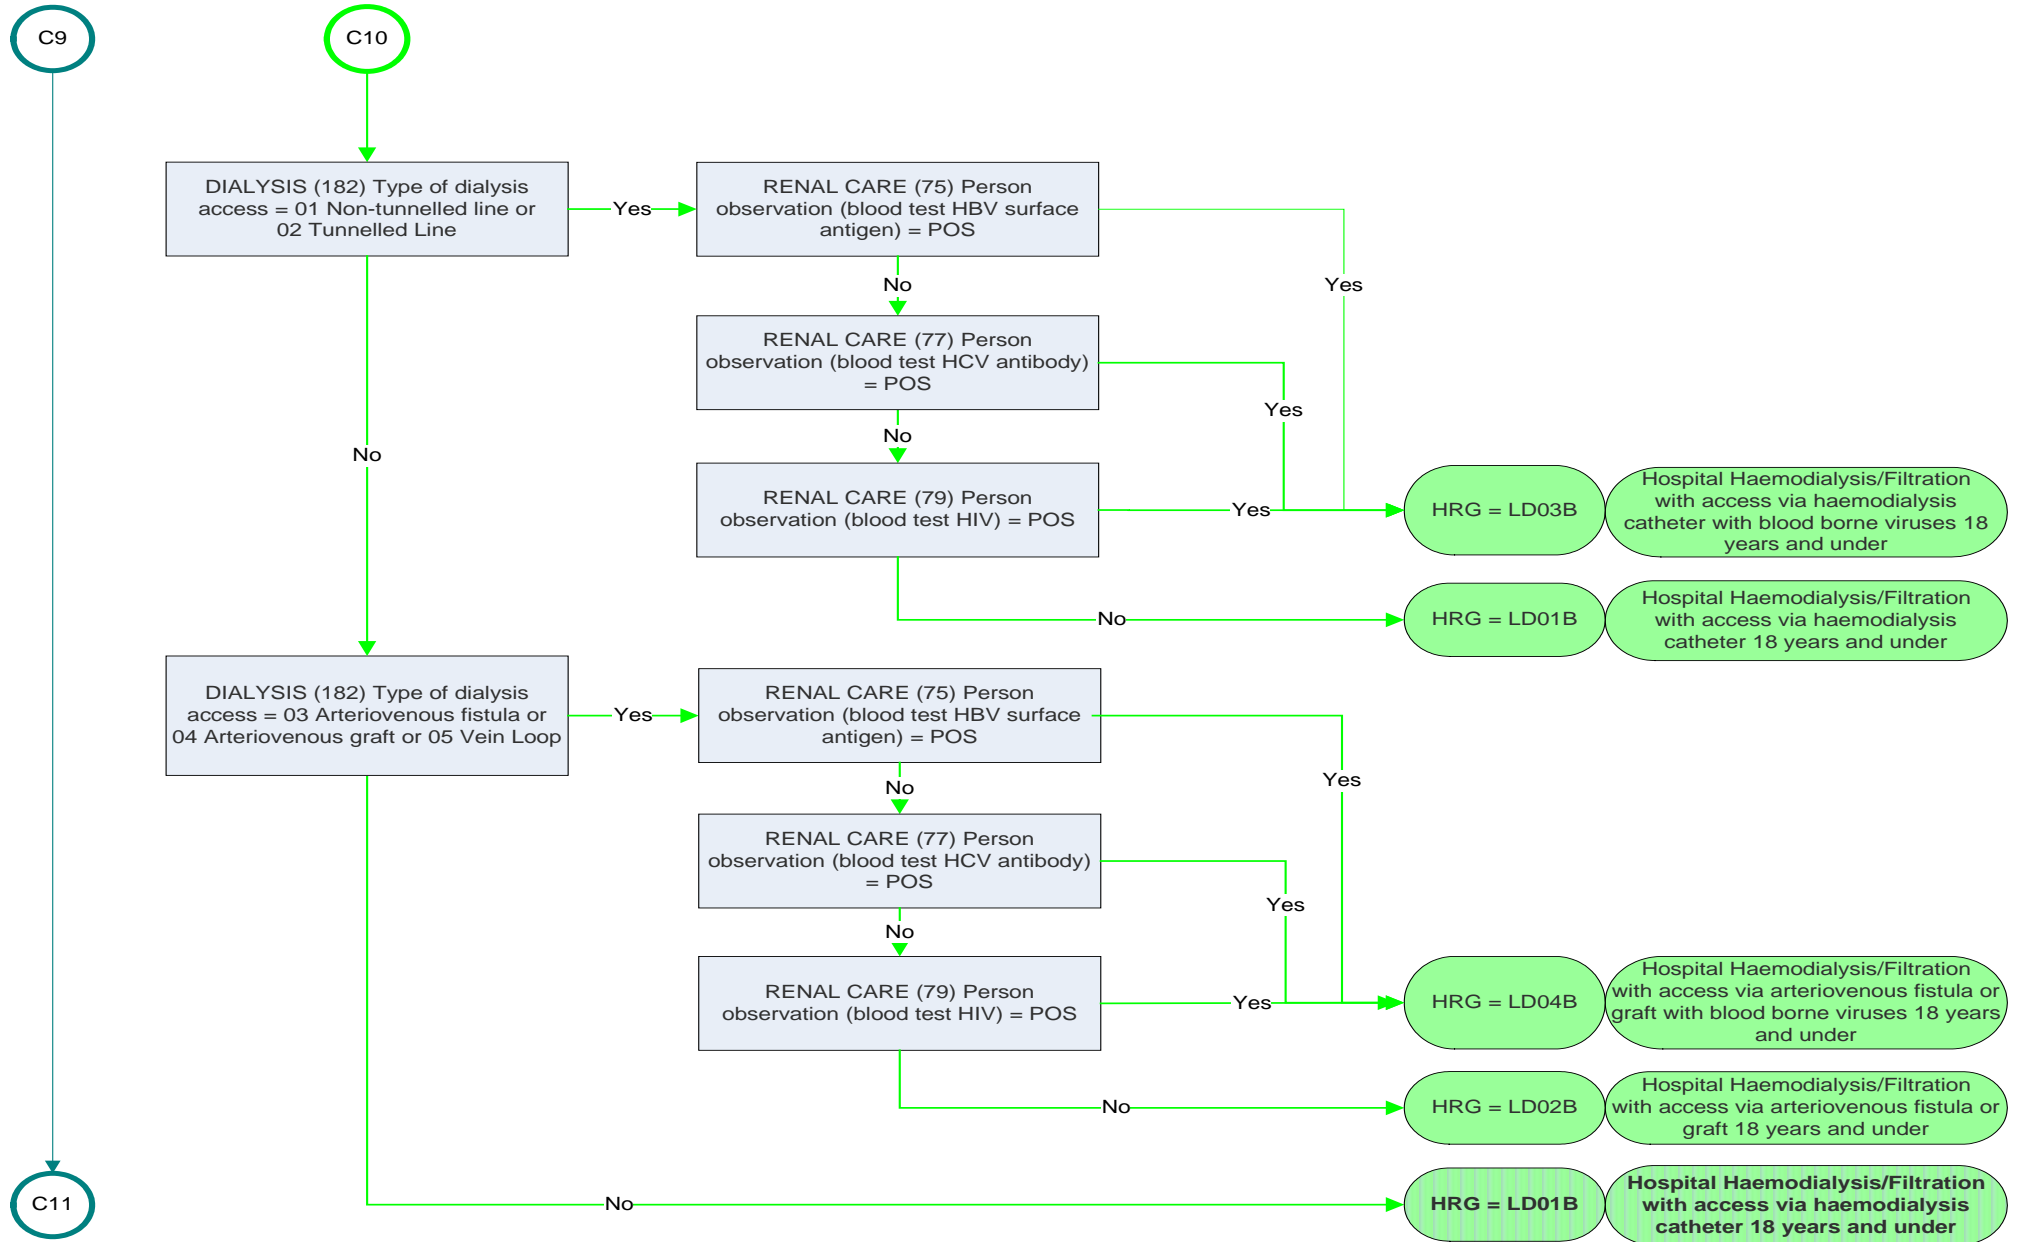 C9
C10
DIALYSIS (182) Type of dialysis
access = 01 Non-tunnelled line or
02 Tunnelled Line
Yes
RENAL CARE (75) Person
observation (blood test HBV surface
antigen) = POS
Yes
No
RENAL CARE (77) Person
observation (blood test HCV antibody)
= POS
Yes
No
No
RENAL CARE (79) Person
observation (blood test HIV) = POS
Yes
HRG = LD03B
Hospital Haemodialysis/Filtration
with access via haemodialysis
catheter with blood borne viruses 18
years and under
No
HRG = LD01B
Hospital Haemodialysis/Filtration
with access via haemodialysis
catheter 18 years and under
DIALYSIS (182) Type of dialysis
access = 03 Arteriovenous fistula or
04 Arteriovenous graft or 05 Vein Loop
Yes
RENAL CARE (75) Person
observation (blood test HBV surface
antigen) = POS
Yes
No
RENAL CARE (77) Person
observation (blood test HCV antibody)
= POS
Yes
No
RENAL CARE (79) Person
observation (blood test HIV) = POS
Yes
HRG = LD04B
Hospital Haemodialysis/Filtration
with access via arteriovenous fistula or
graft with blood borne viruses 18 years
and under
No
HRG = LD02B
Hospital Haemodialysis/Filtration
with access via arteriovenous fistula or
graft 18 years and under
C11
No
HRG = LD01B
Hospital Haemodialysis/Filtration
with access via haemodialysis
catheter 18 years and under